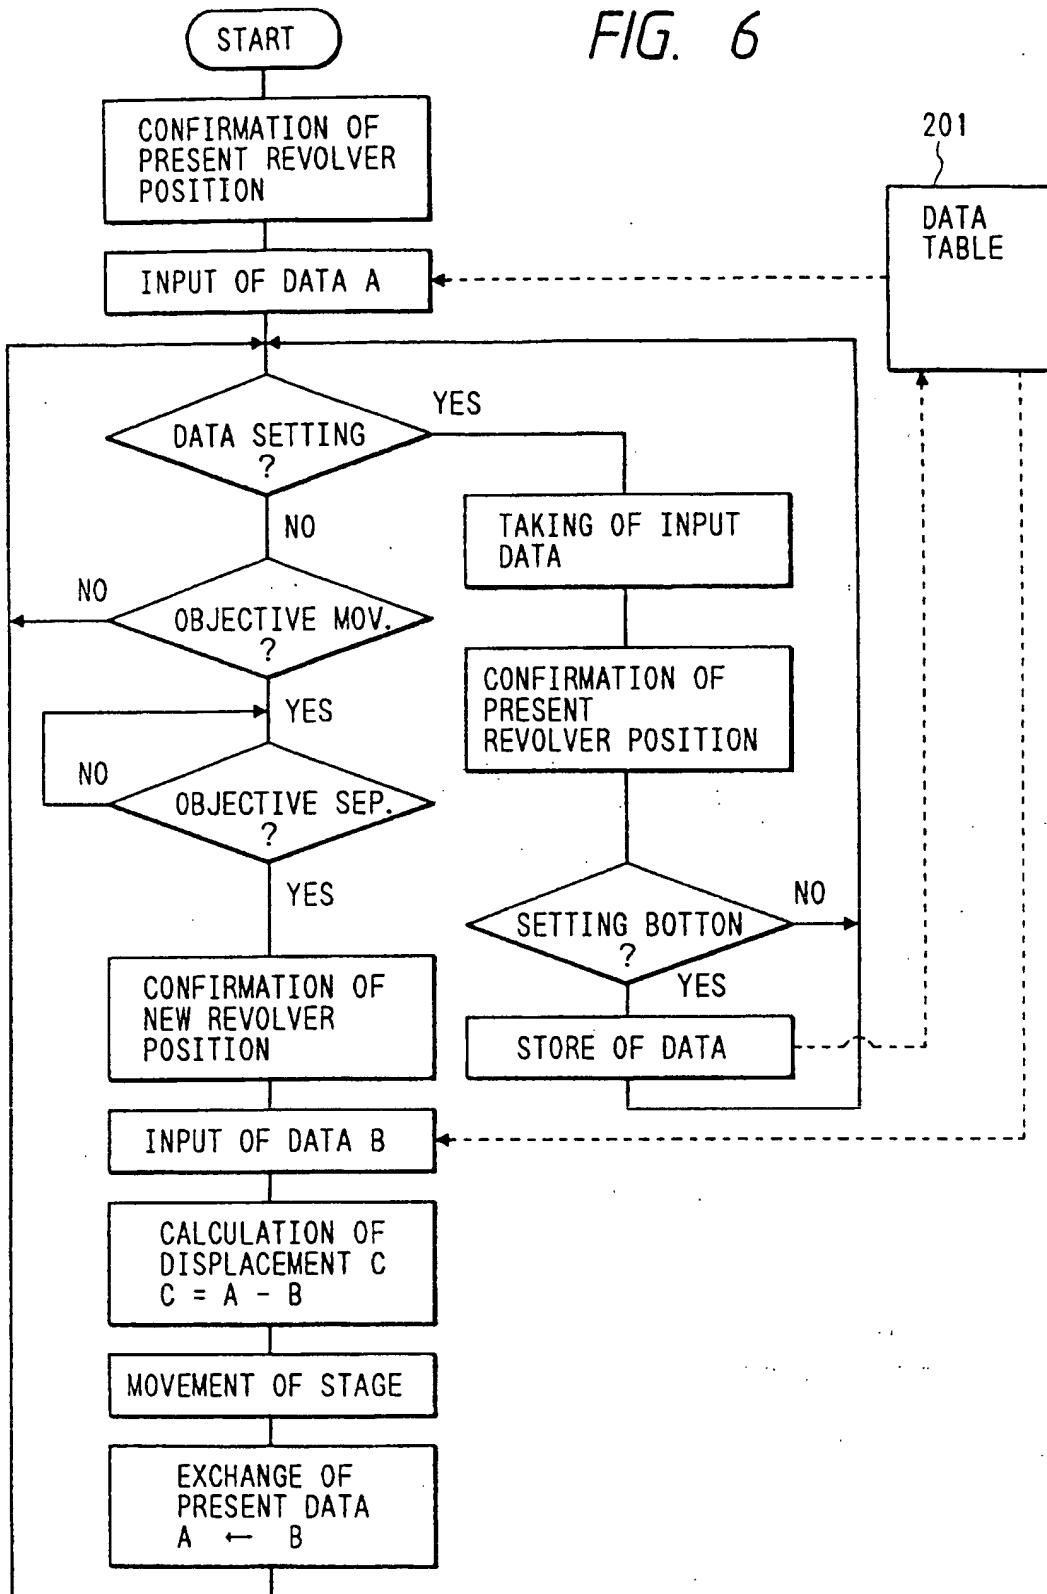 FIG. 6
START
CONFIRMATION OF
PRESENT REVOLVER
POSITION
201
DATA
TABLE
INPUT OF DATA A
DATA SETTING
?
YES
NO
TAKING OF INPUT
DATA
OBJECTIVE MOV.
?
NO
YES
CONFIRMATION OF
PRESENT
REVOLVER POSITION
OBJECTIVE SEP.
?
NO
YES
SETTING BOTTON
?
NO
YES
STORE OF DATA
CONFIRMATION OF
NEW REVOLVER
POSITION
INPUT OF DATA B
CALCULATION OF
DISPLACEMENT C
C = A - B
MOVEMENT OF STAGE
EXCHANGE OF
PRESENT DATA
A ← B